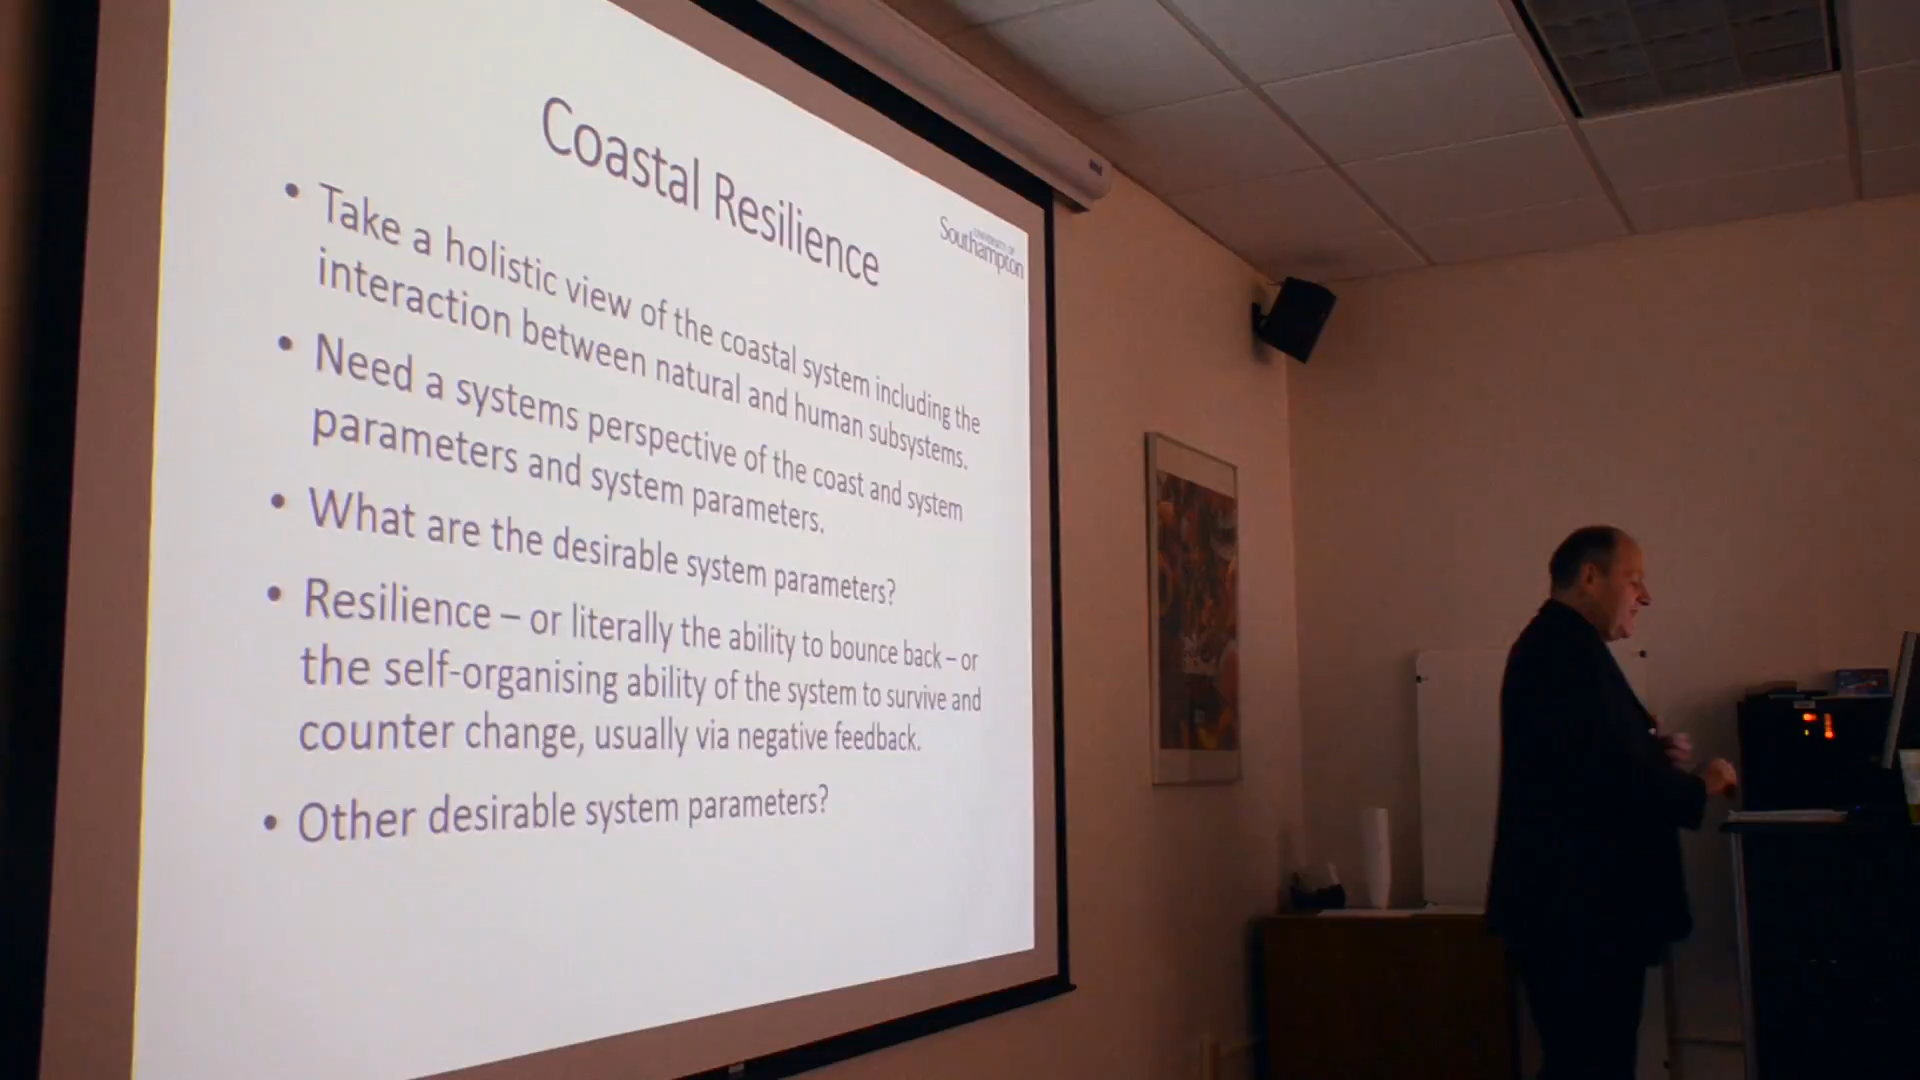 Coastal Resilience
UNIVERSITY OF
Southampton
• Take a holistic view of the coastal system including the
interaction between natural and human subsystems.
• Need a systems perspective of the coast and system
parameters and system parameters.
• What are the desirable system parameters?
• Resilience – or literally the ability to bounce back – or
the self-organising ability of the system to survive and
counter change, usually via negative feedback.
• Other desirable system parameters?